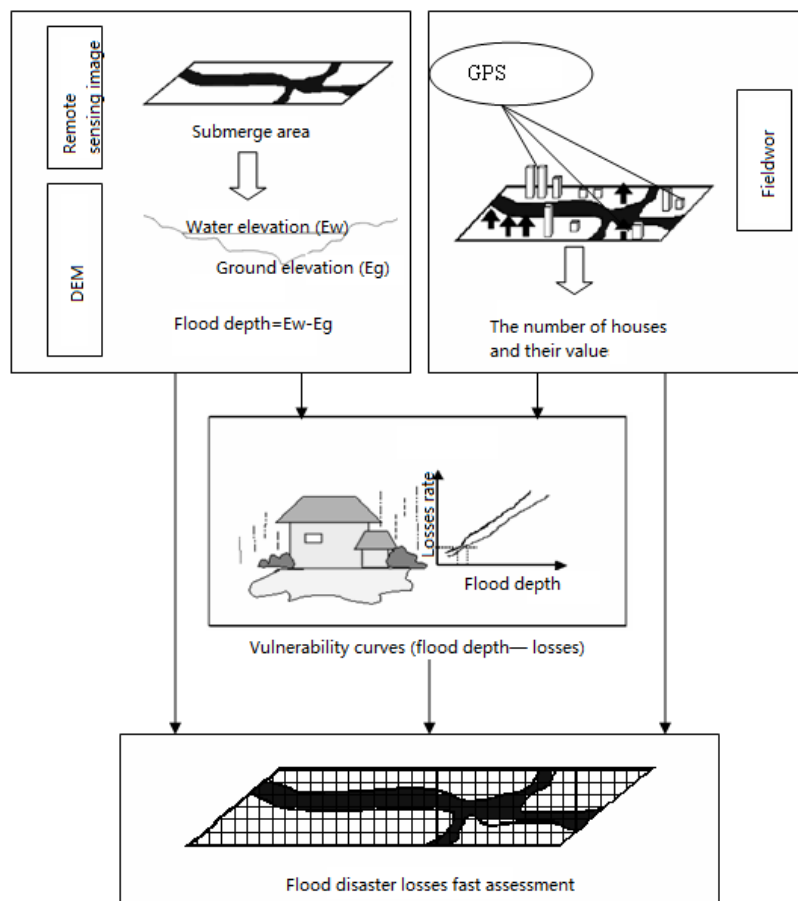 Remote
sensing image
Submerge area
DEM
Water elevation (Ew)
Ground elevation (Eg)
Flood depth=Ew-Eg
GPS
Fieldwor
The number of houses
and their value
Losses rate
Flood depth
Vulnerability curves (flood depth— losses)
Flood disaster losses fast assessment